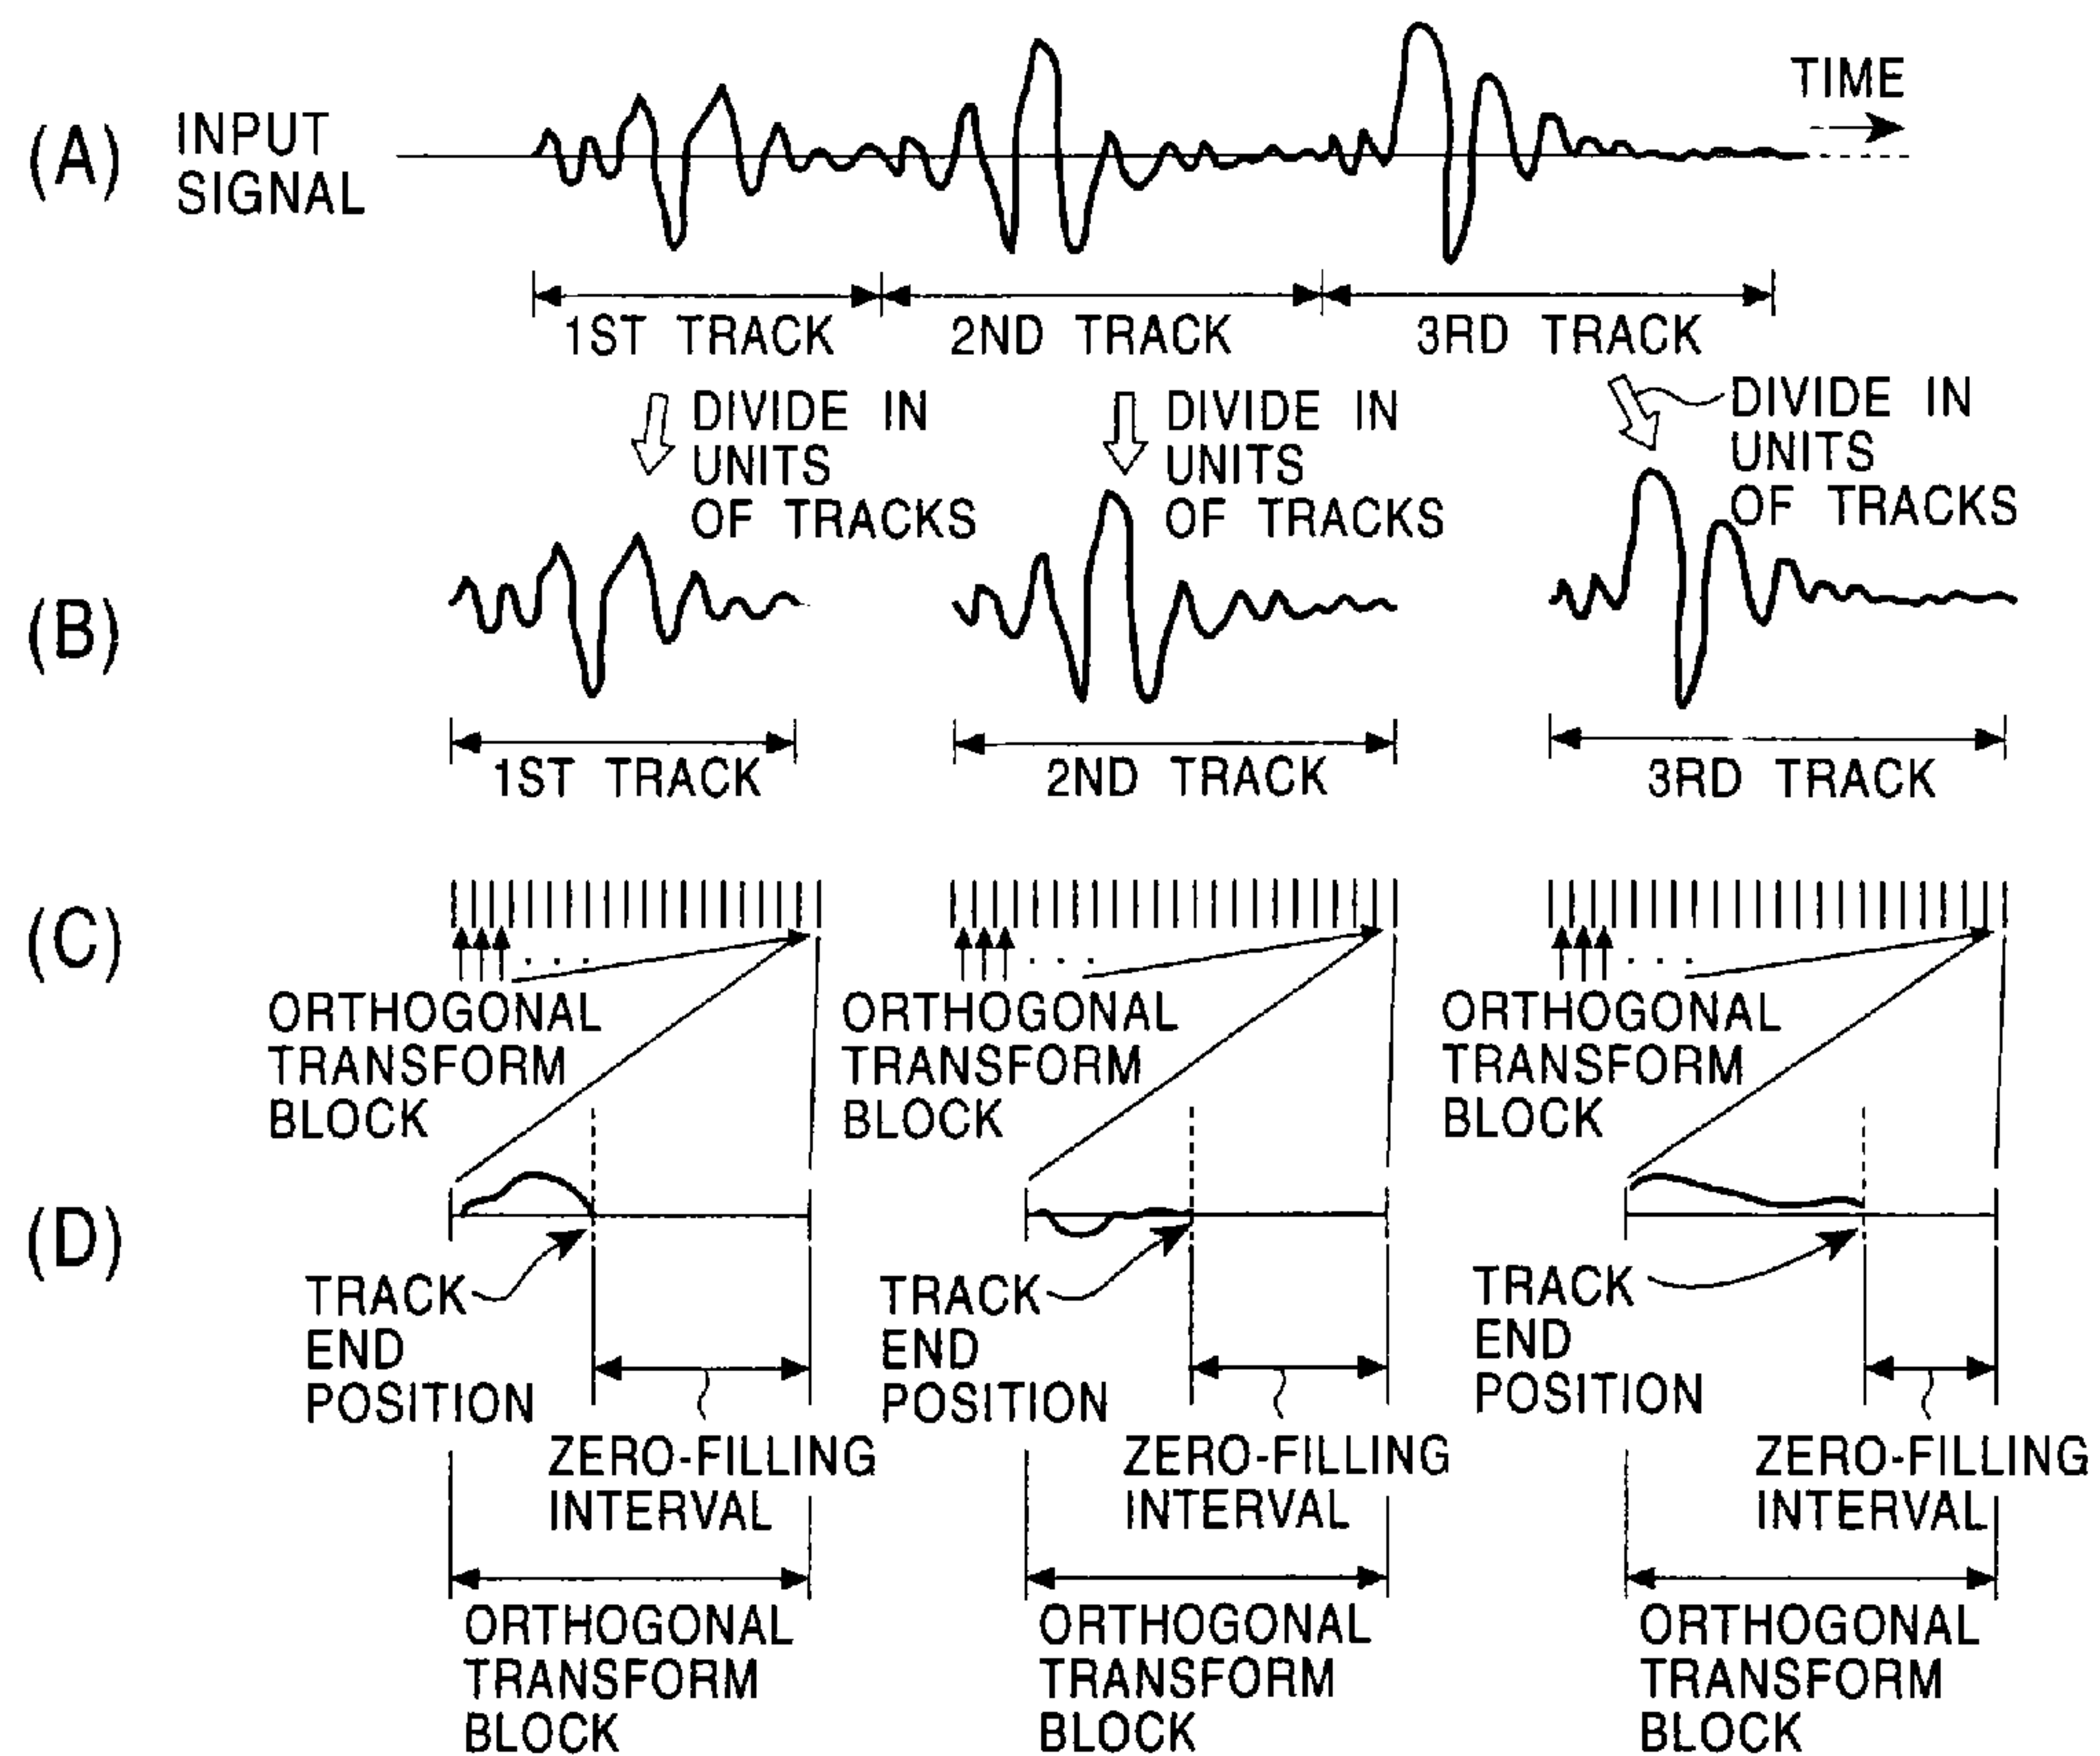 (A)
INPUT
SIGNAL
TIME
1ST TRACK
2ND TRACK
3RD TRACK
DIVIDE IN
UNITS
OF TRACKS
DIVIDE IN
UNITS
OF TRACKS
DIVIDE IN
UNITS
OF TRACKS
(B)
1ST TRACK
2ND TRACK
3RD TRACK
(C)
. . .
. . .
. . .
ORTHOGONAL
TRANSFORM
BLOCK
ORTHOGONAL
TRANSFORM
BLOCK
ORTHOGONAL
TRANSFORM
BLOCK
(D)
TRACK
END
POSITION
TRACK
END
POSITION
TRACK
END
POSITION
ZERO-FILLING
INTERVAL
ZERO-FILLING
INTERVAL
ZERO-FILLING
INTERVAL
ORTHOGONAL
TRANSFORM
BLOCK
ORTHOGONAL
TRANSFORM
BLOCK
ORTHOGONAL
TRANSFORM
BLOCK